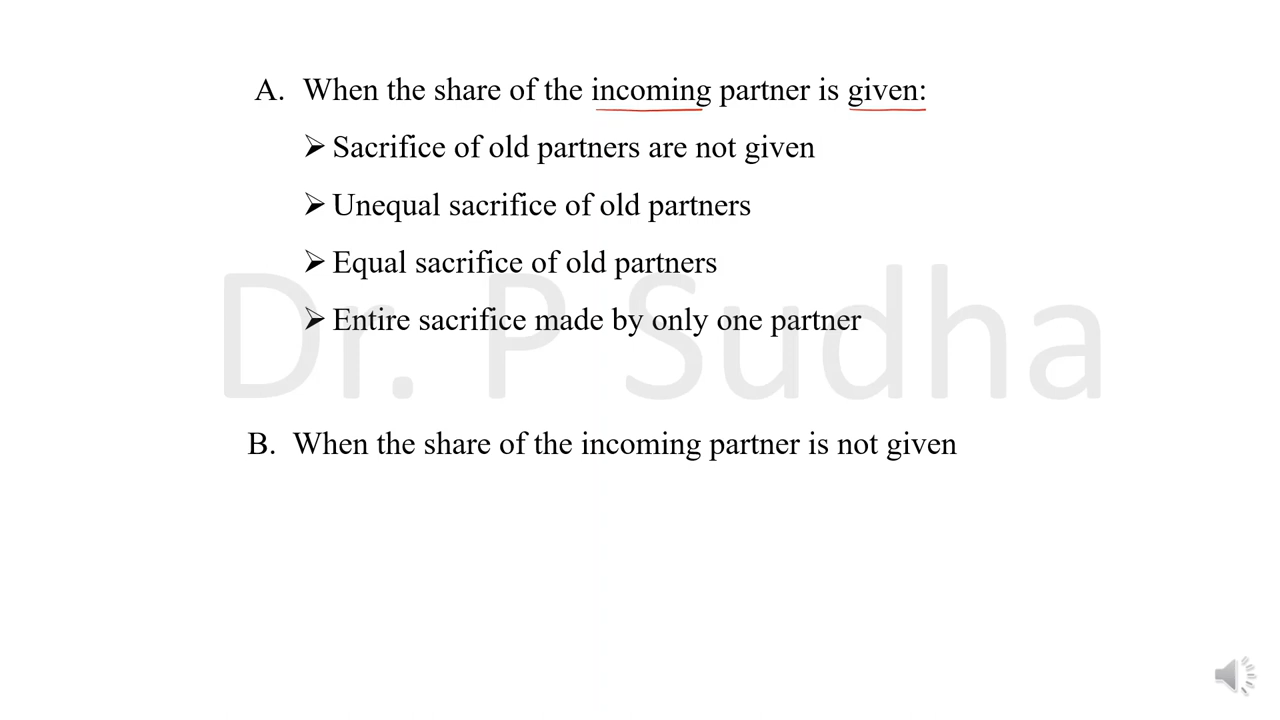 A. When the share of the incoming partner is given:
➢ Sacrifice of old partners are not given
➢ Unequal sacrifice of old partners
➢ Equal sacrifice of old partners
➢ Entire sacrifice made by only one partner
Dr. P Sudha
B. When the share of the incoming partner is not given